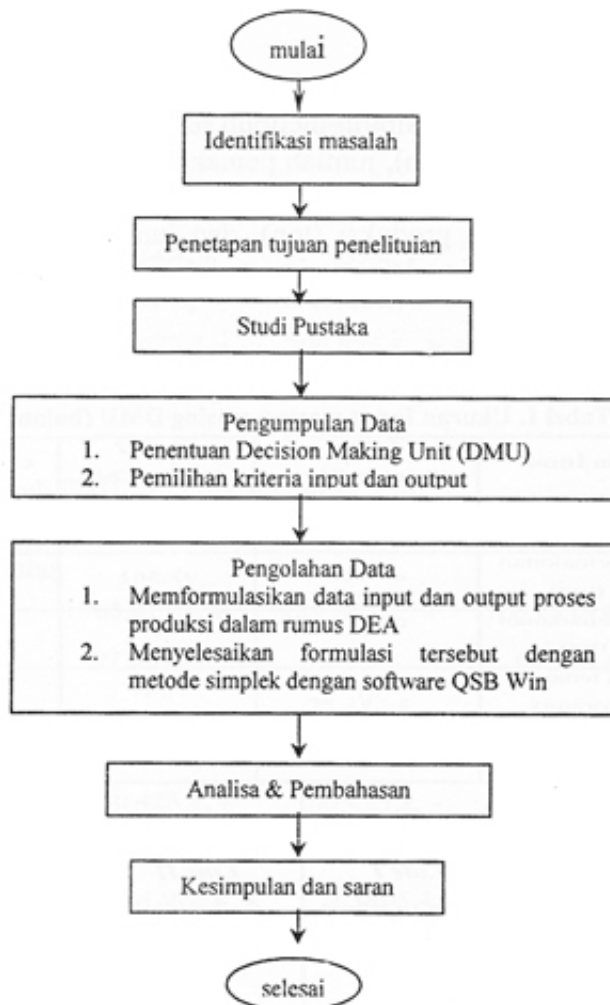 mulai
Identifikasi masalah
Penetapan tujuan penelituian
Studi Pustaka
Pengumpulan Data
1. Penentuan Decision Making Unit (DMU)
2. Pemilihan kriteria input dan output
Pengolahan Data
1. Memformulasikan data input dan output proses
produksi dalam rumus DEA
2. Menyelesaikan formulasi tersebut dengan
metode simplek dengan software QSB Win
Analisa & Pembahasan
Kesimpulan dan saran
selesai